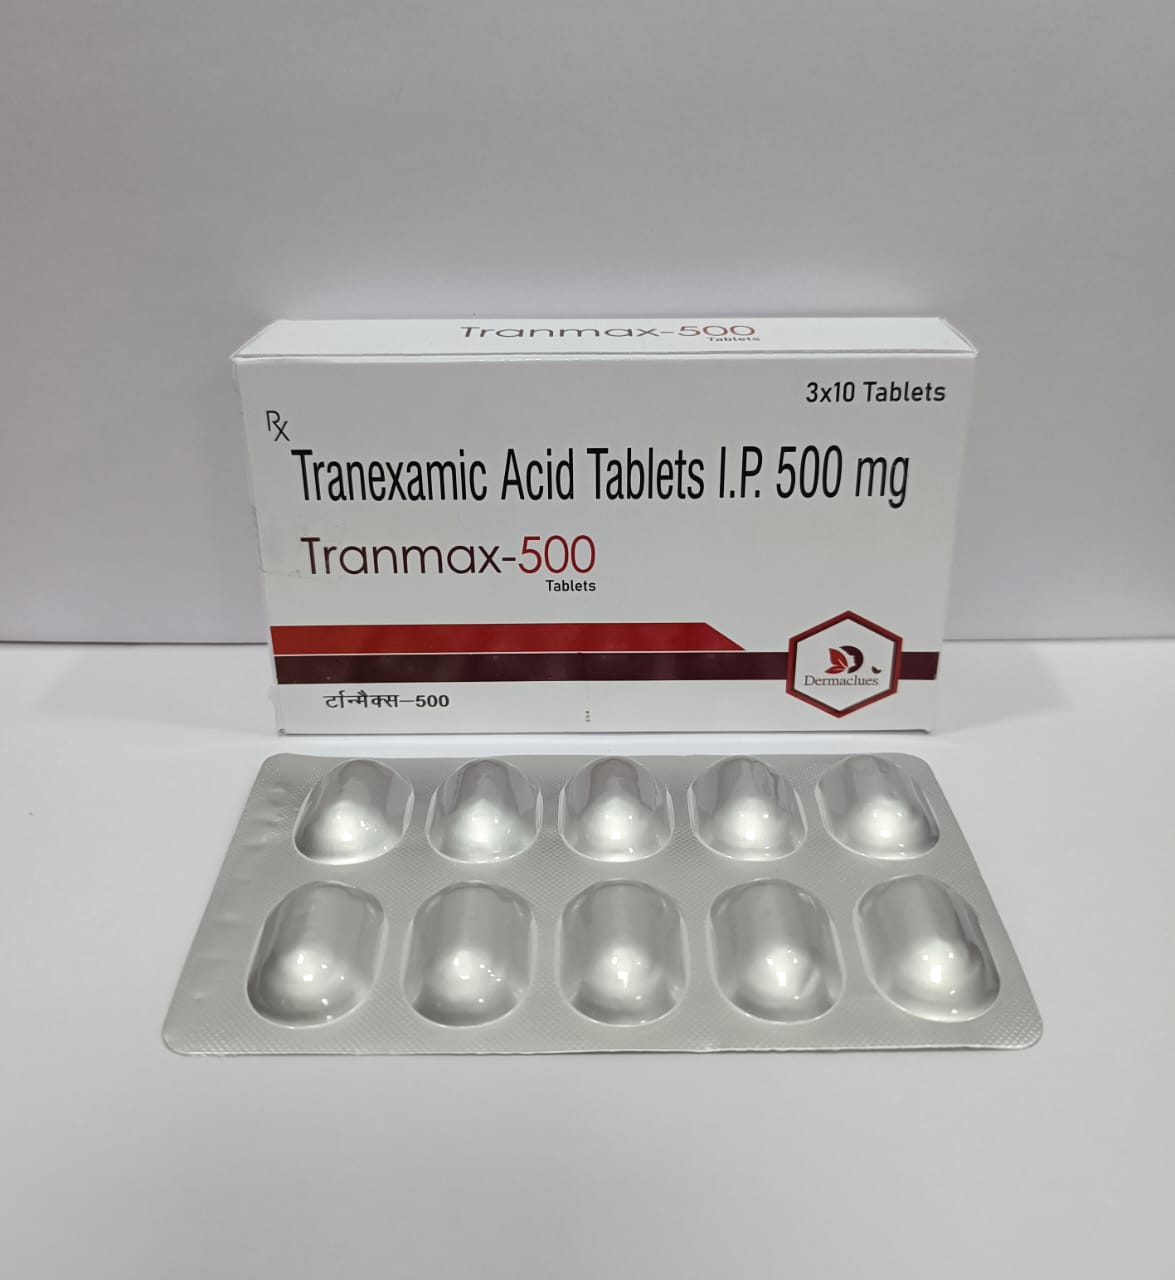 Tranmax-500
Tablets
3x10 Tablets
Rx
Tranexamic Acid Tablets I.P. 500 mg
Tranmax-500
Tablets
Dermaclues
र्टान्मैक्स–500